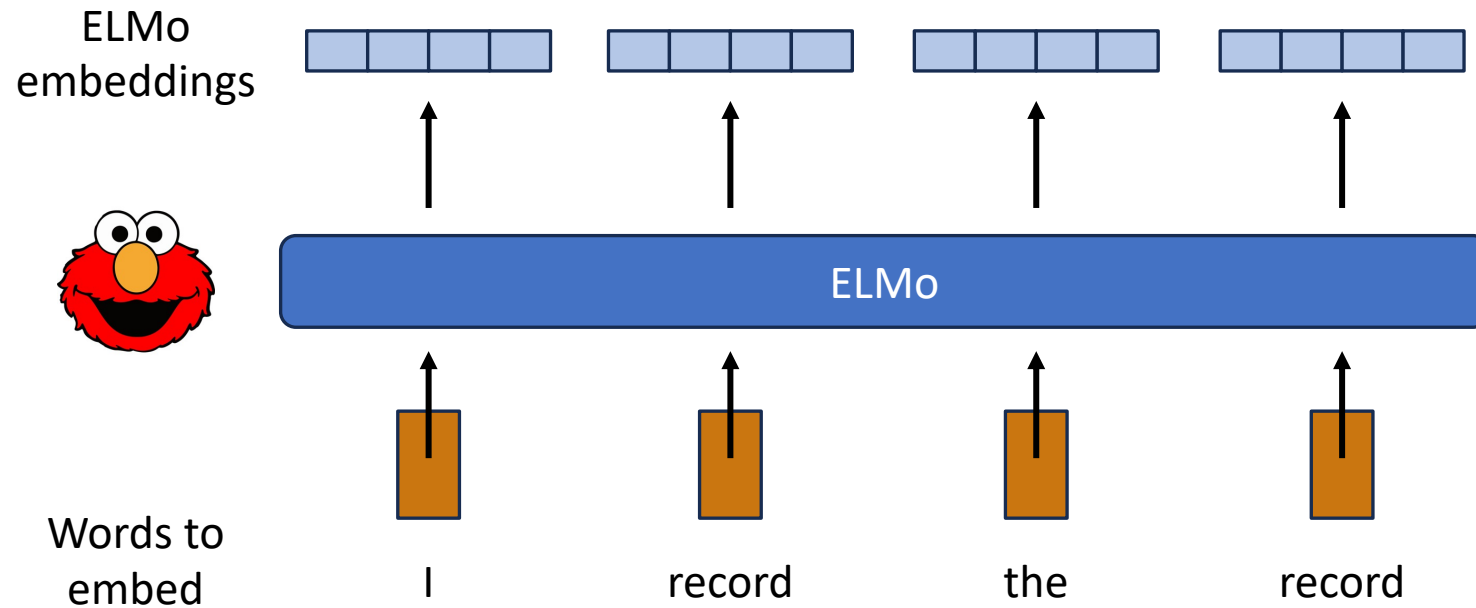 ELMo
embeddings
ELMo
Words to
embed
I record the record